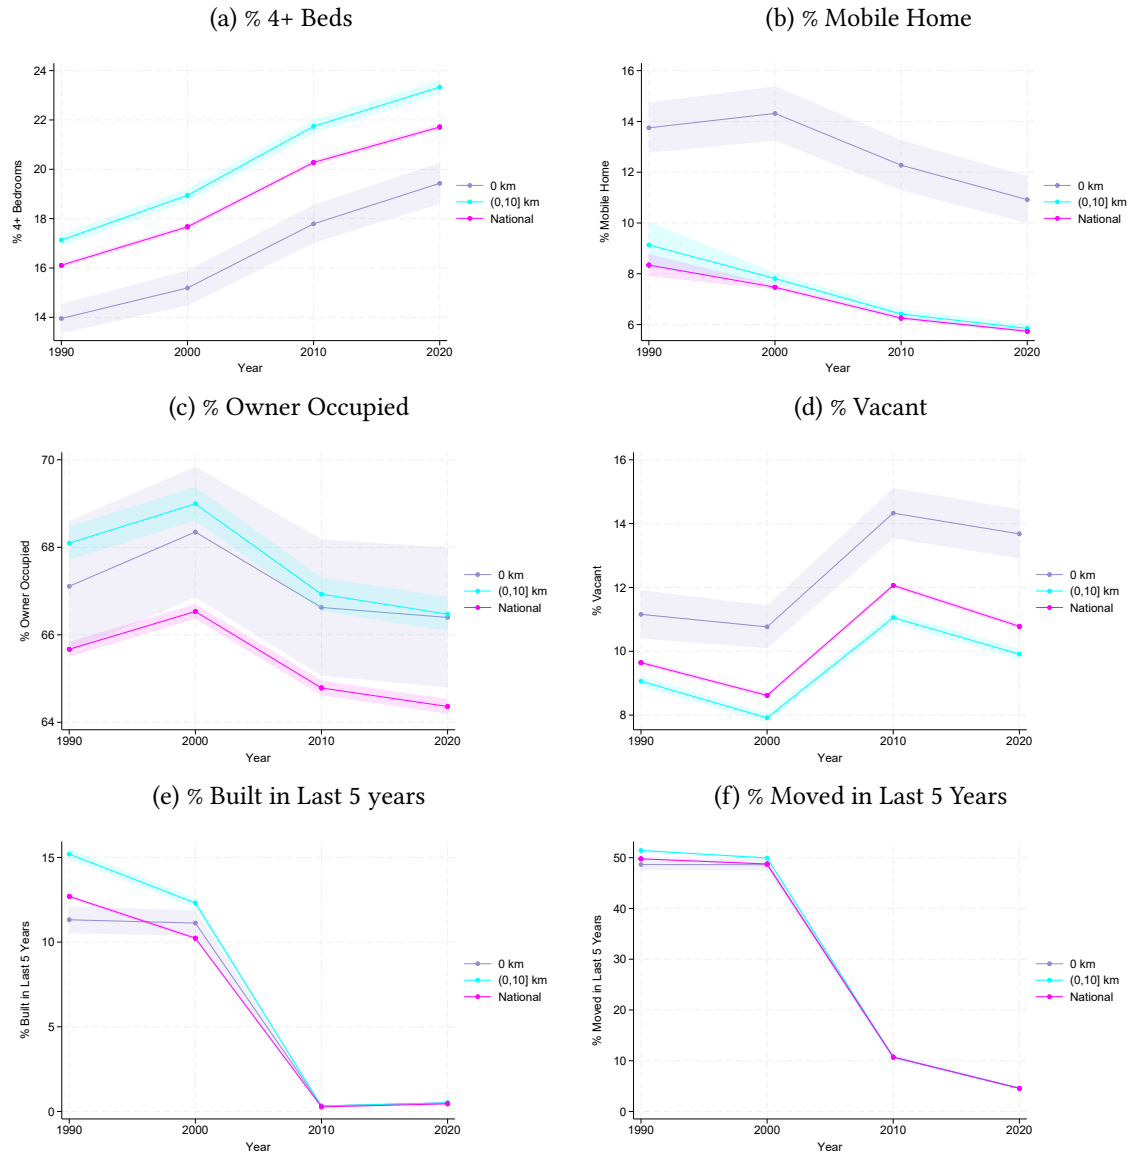 (a) % 4+ Beds
24
22
20
18
16
14
% 4+ Bedrooms
1990 2000 2010 2020
Year
0 km
(0,10] km
National
(b) % Mobile Home
16
14
12
10
8
6
% Mobile Home
1990 2000 2010 2020
Year
0 km
(0,10] km
National
(c) % Owner Occupied
70
68
66
64
% Owner Occupied
1990 2000 2010 2020
Year
0 km
(0,10] km
National
(d) % Vacant
16
14
12
10
8
% Vacant
1990 2000 2010 2020
Year
0 km
(0,10] km
National
(e) % Built in Last 5 years
15
10
5
0
% Built in Last 5 Years
1990 2000 2010 2020
Year
0 km
(0,10] km
National
(f) % Moved in Last 5 Years
50
40
30
20
10
0
% Moved in Last 5 Years
1990 2000 2010 2020
Year
0 km
(0,10] km
National